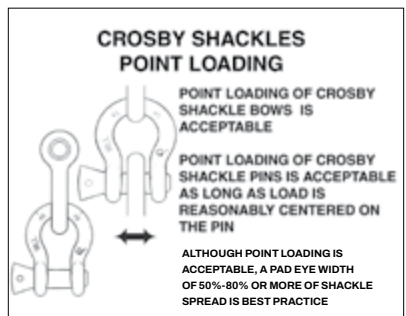 CROSBY SHACKLES
POINT LOADING
POINT LOADING OF CROSBY
SHACKLE BOWS IS
ACCEPTABLE
POINT LOADING OF CROSBY
SHACKLE PINS IS ACCEPTABLE
AS LONG AS LOAD IS
REASONABLY CENTERED ON
THE PIN
ALTHOUGH POINT LOADING IS
ACCEPTABLE, A PAD EYE WIDTH
OF 50%-80% OR MORE OF SHACKLE
SPREAD IS BEST PRACTICE